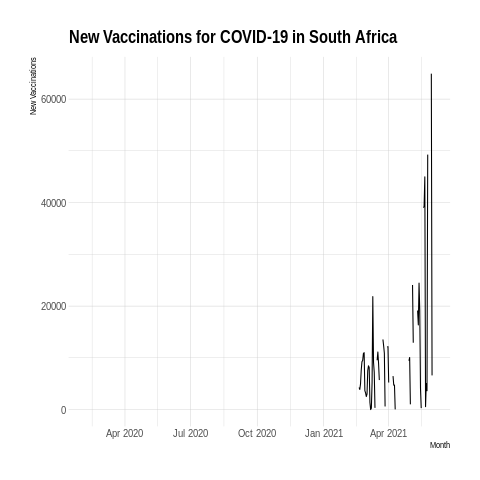 New Vaccinations for COVID-19 in South Africa
New Vaccinations
60000
40000
20000
0
Apr 2020 Jul 2020 Oct 2020 Jan 2021 Apr 2021
Month